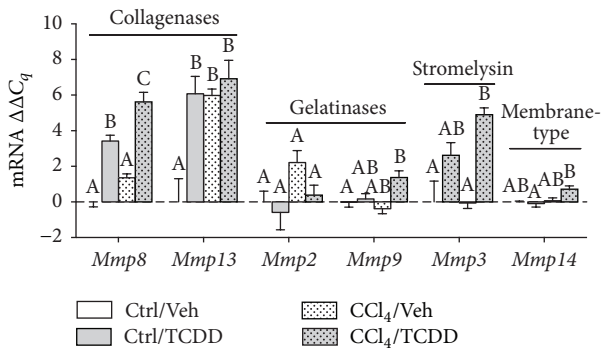 mRNA ΔΔCq
10
8
6
4
2
0
−2
Collagenases
Gelatinases
Stromelysin
Membrane-
type
A B A C
A B B B
A A A A
A AB AB B
A AB A B
AB A AB B
Mmp8 Mmp13 Mmp2 Mmp9 Mmp3 Mmp14
Ctrl/Veh CCl₄/Veh
Ctrl/TCDD CCl₄/TCDD